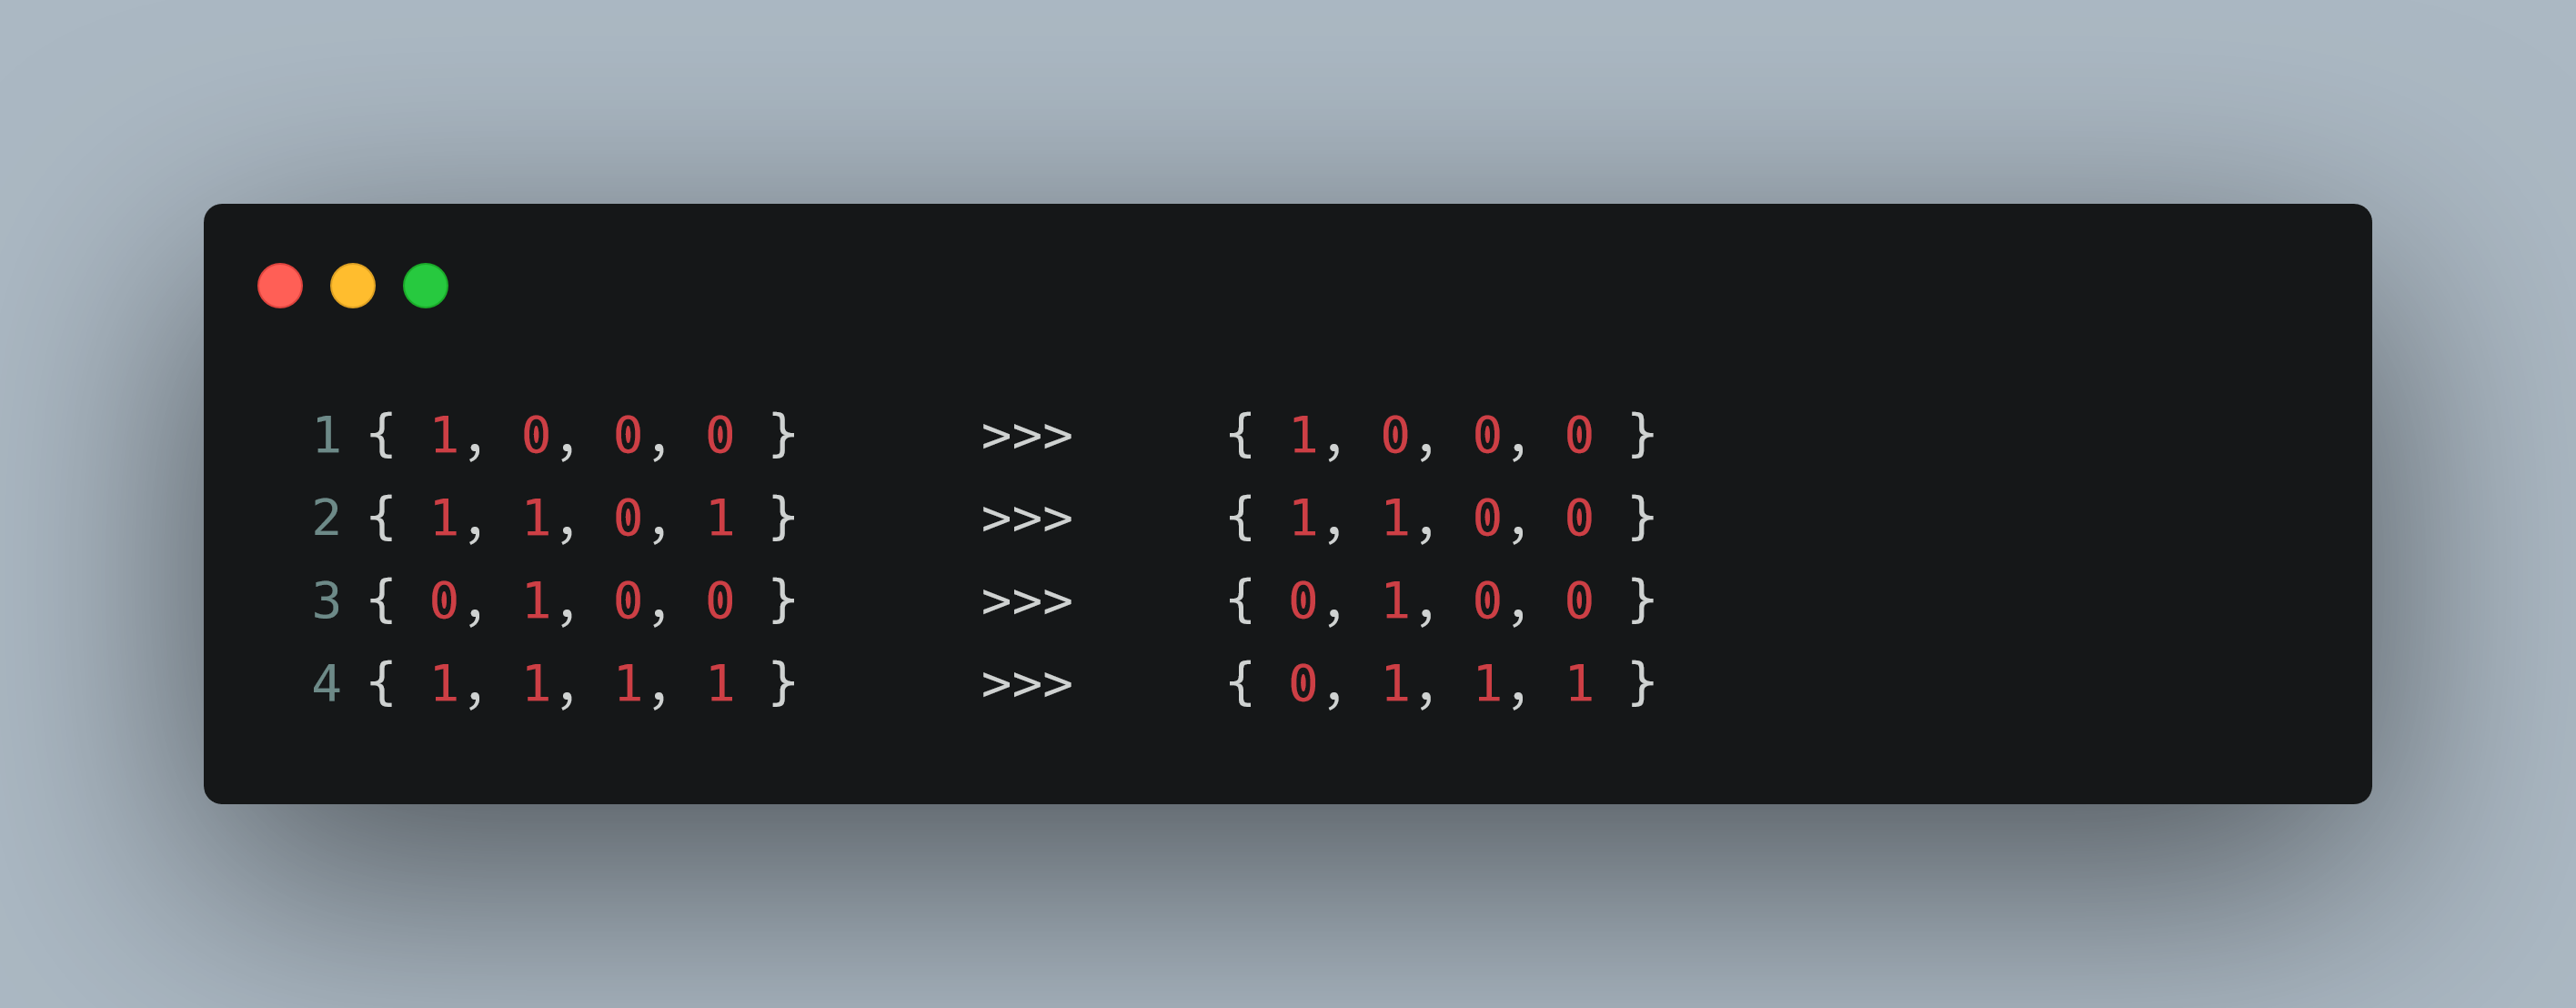 1 { 1, 0, 0, 0 }      >>>     { 1, 0, 0, 0 }
2 { 1, 1, 0, 1 }      >>>     { 1, 1, 0, 0 }
3 { 0, 1, 0, 0 }      >>>     { 0, 1, 0, 0 }
4 { 1, 1, 1, 1 }      >>>     { 0, 1, 1, 1 }